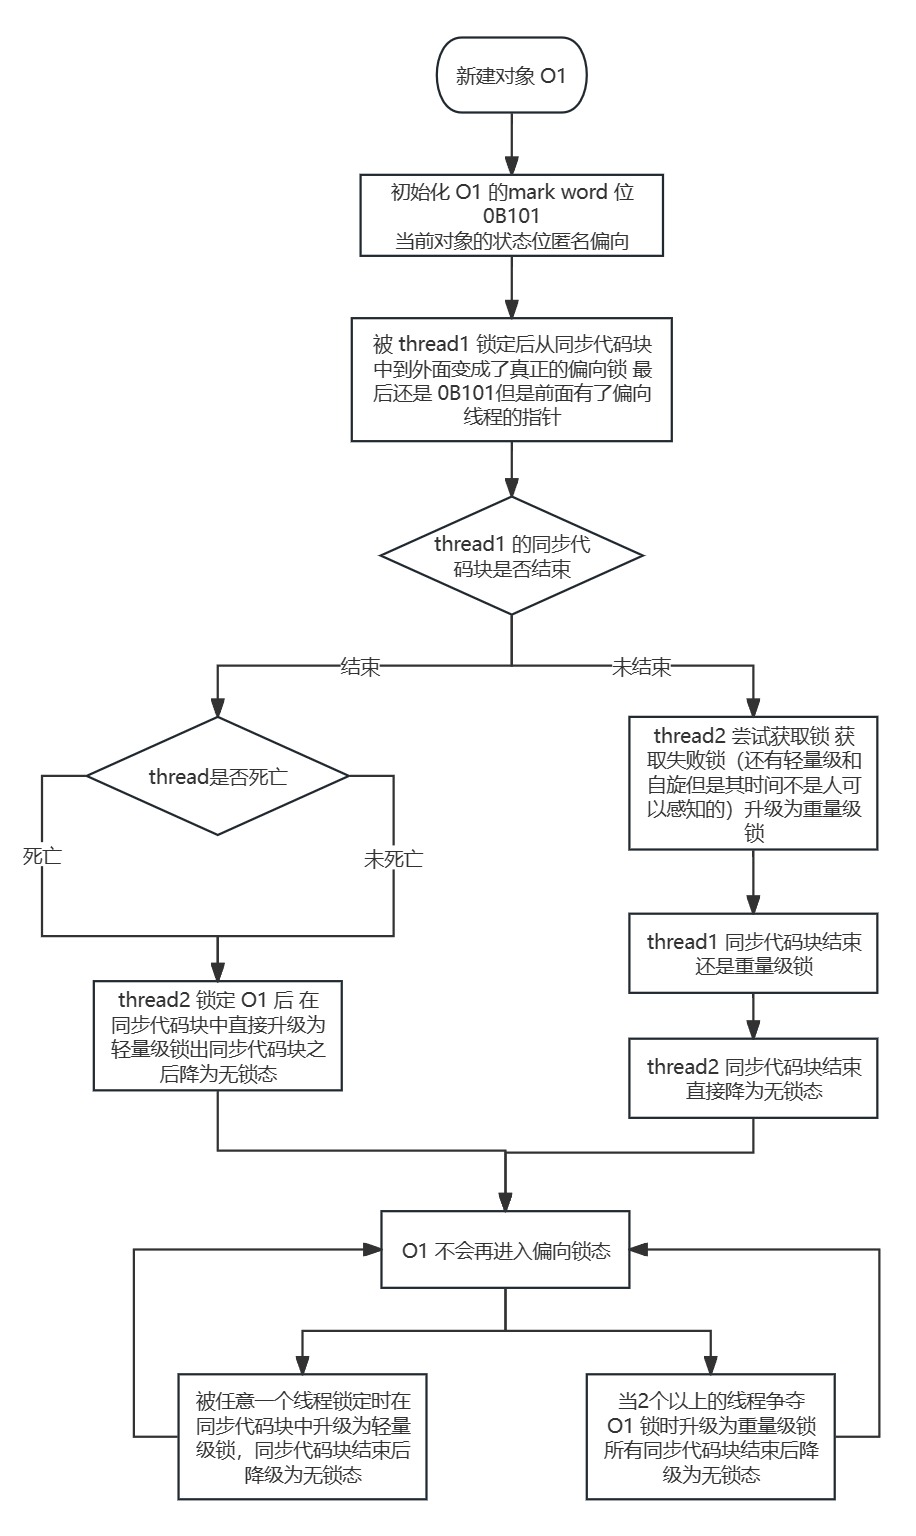 新建对象 O1
初始化 O1 的mark word 位
0B101
当前对象的状态位匿名偏向
被 thread1 锁定后从同步代码块
中到外面变成了真正的偏向锁 最
后还是 0B101但是前面有了偏向
线程的指针
thread1 的同步代
码块是否结束
结束
未结束
thread是否死亡
死亡
未死亡
thread2 锁定 O1 后 在
同步代码块中直接升级为
轻量级锁出同步代码块之
后降为无锁态
thread2 尝试获取锁 获
取失败锁（还有轻量级和
自旋但是其时间不是人可
以感知的）升级为重量级
锁
thread1 同步代码块结束
还是重量级锁
thread2 同步代码块结束
直接降为无锁态
O1 不会再进入偏向锁态
被任意一个线程锁定时在
同步代码块中升级为轻量
级锁，同步代码块结束后
降级为无锁态
当2个以上的线程争夺
O1 锁时升级为重量级锁
所有同步代码块结束后降
级为无锁态